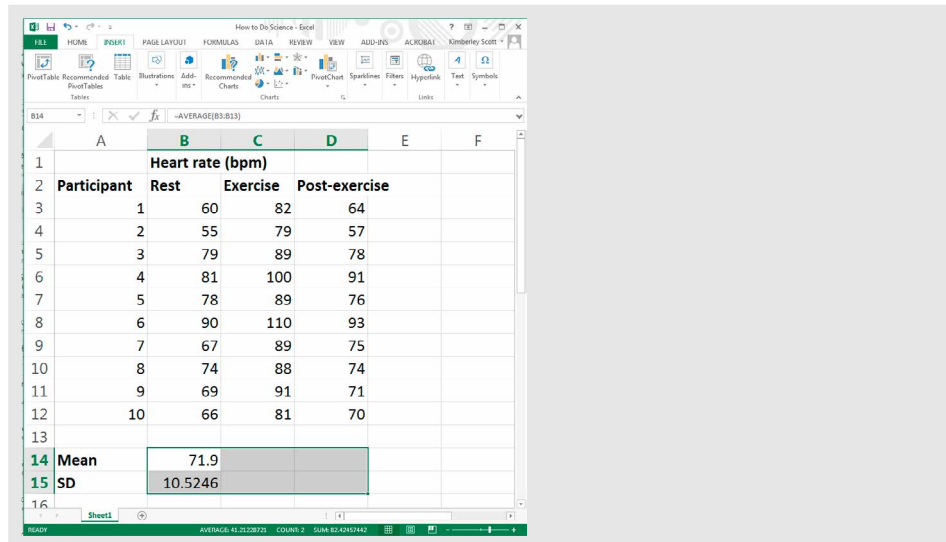 How to Do Science - Excel
FILE HOME INSERT PAGE LAYOUT FORMULAS DATA REVIEW VIEW ADD-INS ACROBAT Kimberley Scott
PivotTable Recommended PivotTables Table Illustrations Add-ins Recommended Charts PivotChart Sparklines Filters Hyperlink Text Symbols
Tables Charts Links
B14 fx =AVERAGE(B3:B13)
A B C D E F
1 Heart rate (bpm)
2 Participant Rest Exercise Post-exercise
3 1 60 82 64
4 2 55 79 57
5 3 79 89 78
6 4 81 100 91
7 5 78 89 76
8 6 90 110 93
9 7 67 89 75
10 8 74 88 74
11 9 69 91 71
12 10 66 81 70
13
14 Mean 71.9
15 SD 10.5246
16
Sheet1
READY AVERAGE: 41.21228721 COUNT: 2 SUM: 82.42457442